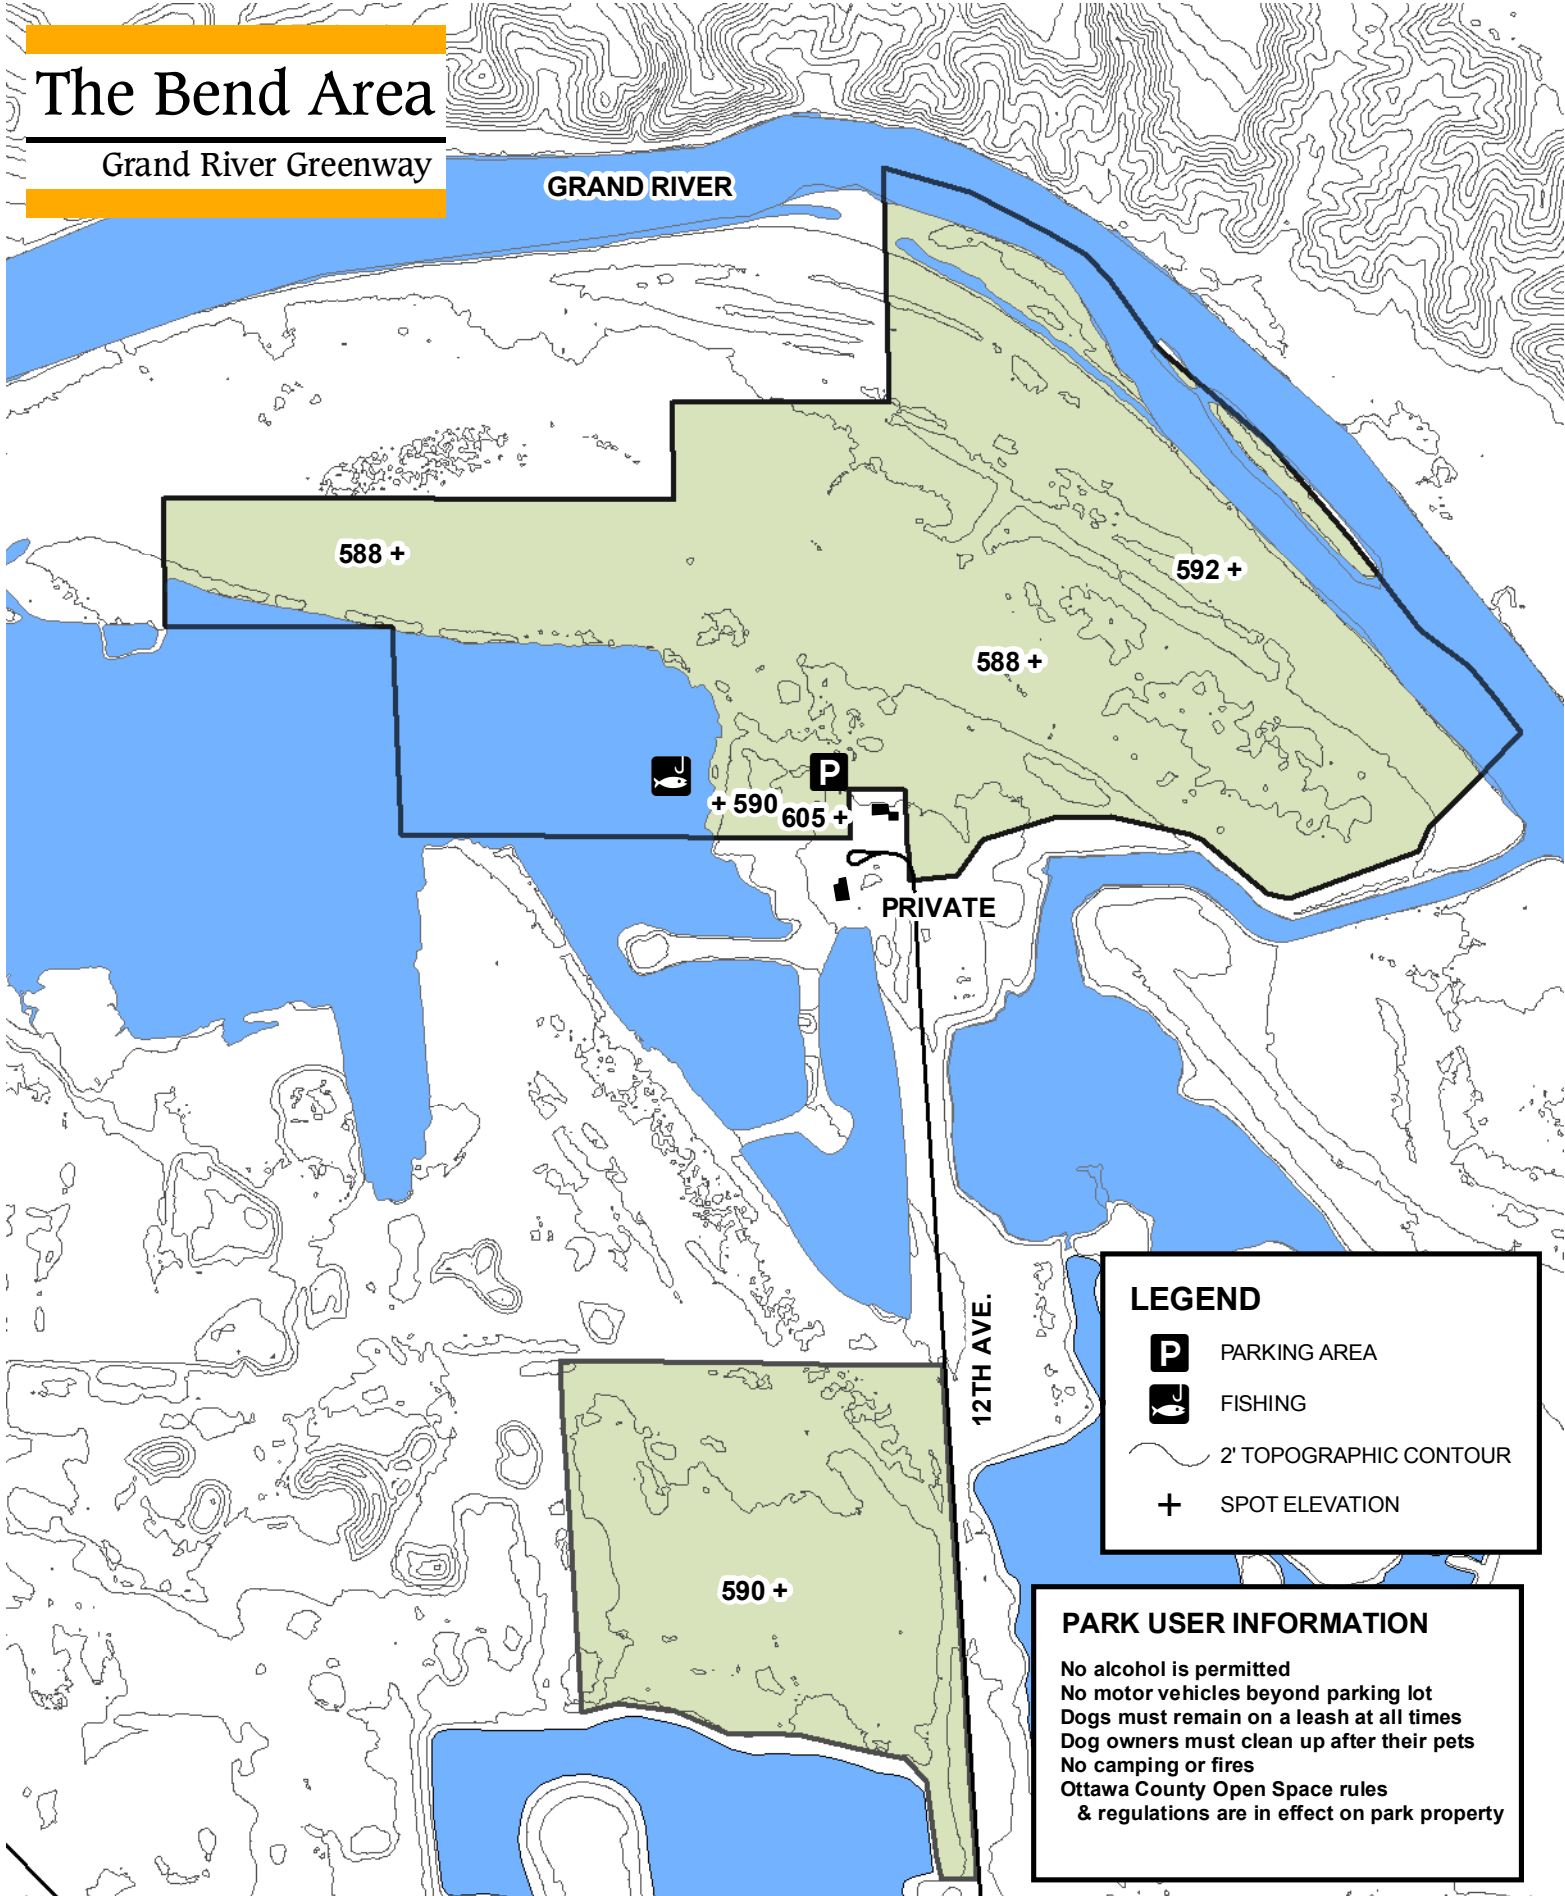 The Bend Area
Grand River Greenway
GRAND RIVER
588 +
592 +
588 +
P
+ 590
605 +
PRIVATE
12TH AVE.
590 +
LEGEND
P PARKING AREA
FISHING
2' TOPOGRAPHIC CONTOUR
+ SPOT ELEVATION
PARK USER INFORMATION
No alcohol is permitted
No motor vehicles beyond parking lot
Dogs must remain on a leash at all times
Dog owners must clean up after their pets
No camping or fires
Ottawa County Open Space rules
& regulations are in effect on park property